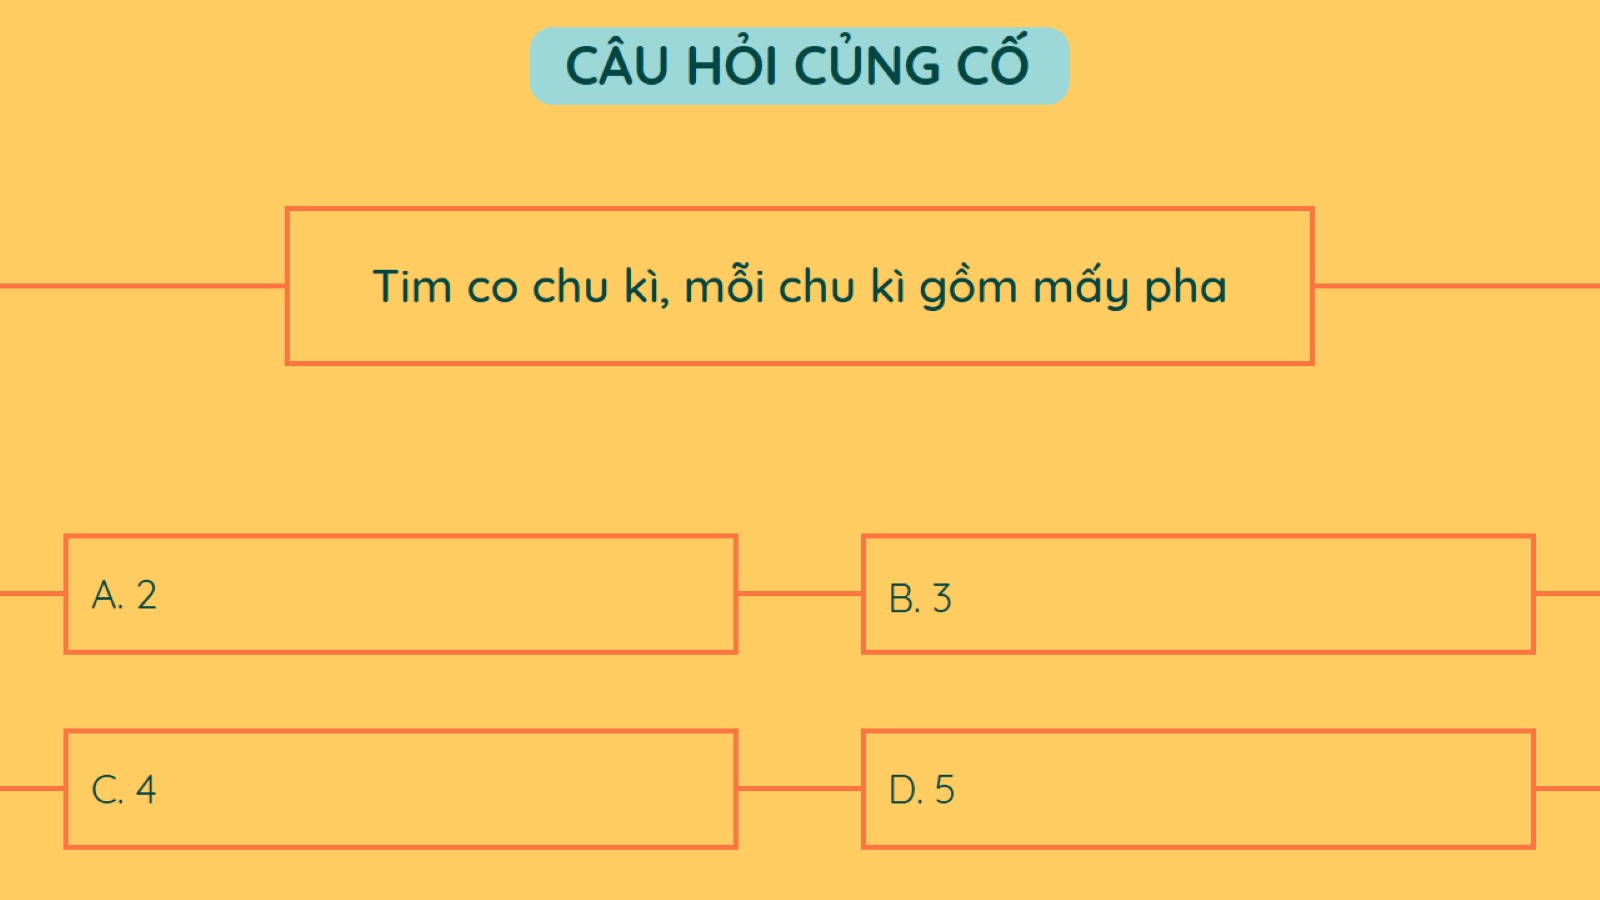 CÂU HỎI CỦNG CỐ
Tim co chu kì, mỗi chu kì gồm mấy pha
A. 2
B. 3
C. 4
D. 5